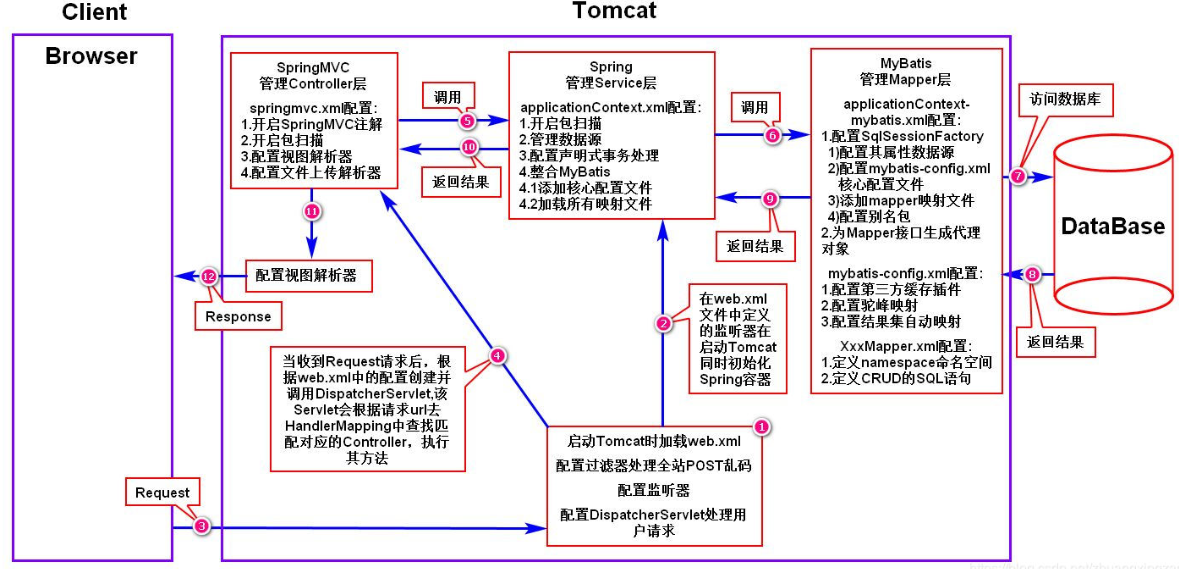 Client
Tomcat
Browser
SpringMVC
管理Controller层
springmvc.xml配置:
1.开启SpringMVC注解
2.开启包扫描
3.配置视图解析器
4.配置文件上传解析器
调用
5
10
返回结果
Spring
管理Service层
applicationContext.xml配置:
1.开启包扫描
2.管理数据源
3.配置声明式事务处理
4.整合MyBatis
4.1添加核心配置文件
4.2加载所有映射文件
调用
6
9
返回结果
MyBatis
管理Mapper层
applicationContext-
mybatis.xml配置:
1.配置SqlSessionFactory
1)配置其属性数据源
2)配置mybatis-config.xml
核心配置文件
3)添加mapper映射文件
4)配置别名包
2.为Mapper接口生成代理
对象
mybatis-config.xml配置:
1.配置第三方缓存插件
2.配置驼峰映射
3.配置结果集自动映射
XxxMapper.xml配置:
1.定义namespace命名空间
2.定义CRUD的SQL语句
访问数据库
7
DataBase
8
返回结果
11
配置视图解析器
12
Response
当收到Request请求后，根
据web.xml中的配置创建并
调用DispatcherServlet,该
Servlet会根据请求url去
HandlerMapping中查找匹
配对应的Controller，执行
其方法
4
在web.xml
文件中定义
的监听器在
启动Tomcat
同时初始化
Spring容器
2
1
启动Tomcat时加载web.xml
配置过滤器处理全站POST乱码
配置监听器
配置DispatcherServlet处理用
户请求
Request
3